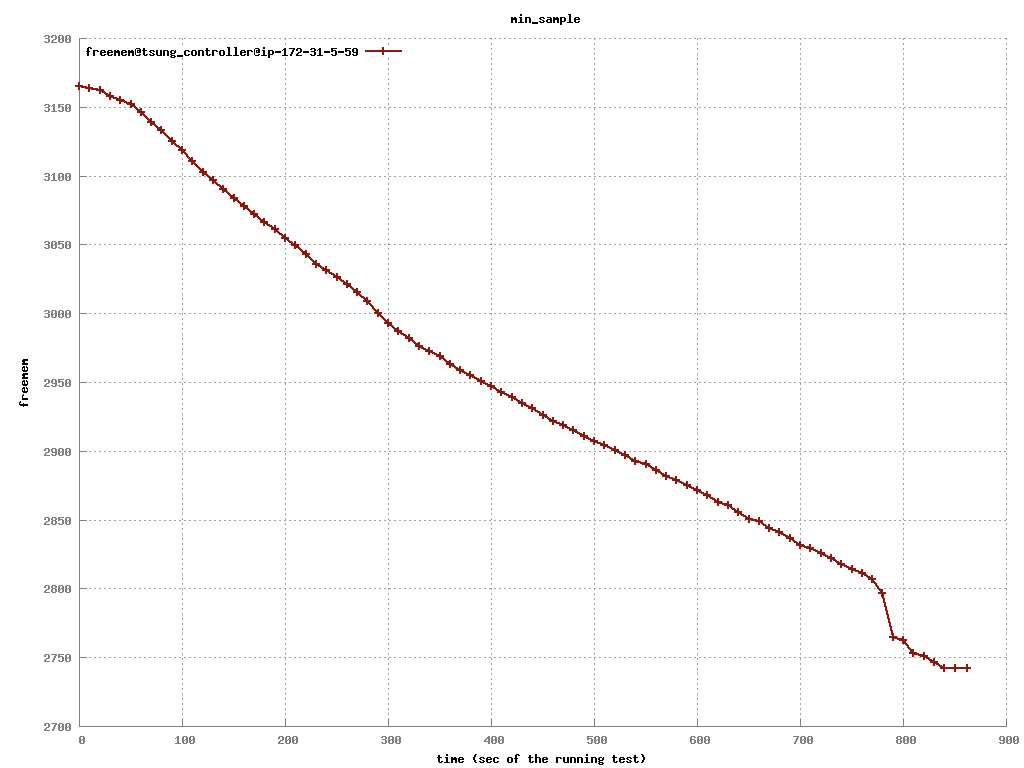 min_sample
freemem@tsung_controller@ip-172-31-5-59
3200
3150
3100
3050
3000
2950
2900
2850
2800
2750
2700
freemem
0 100 200 300 400 500 600 700 800 900
time (sec of the running test)